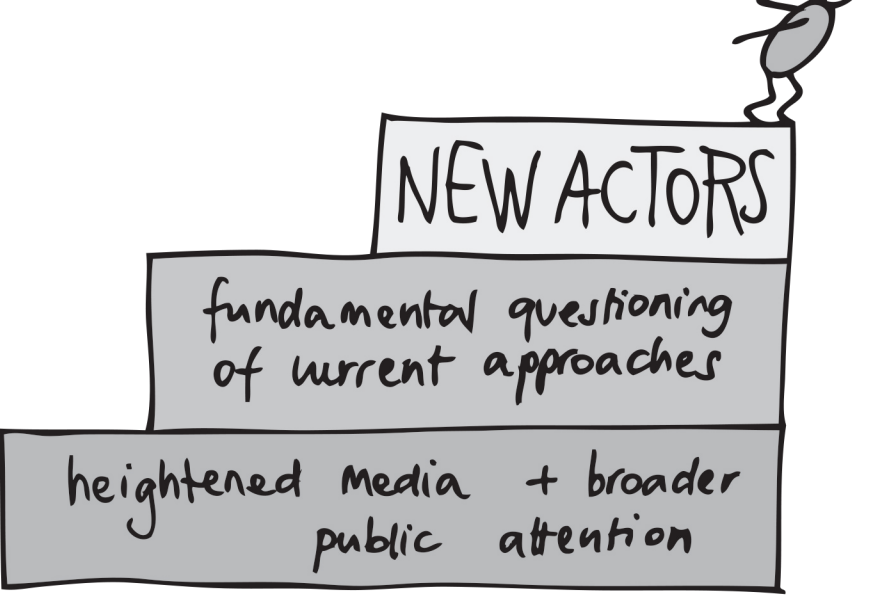 NEW ACTORS
fundamental questioning
of current approaches
heightened media + broader
public attention